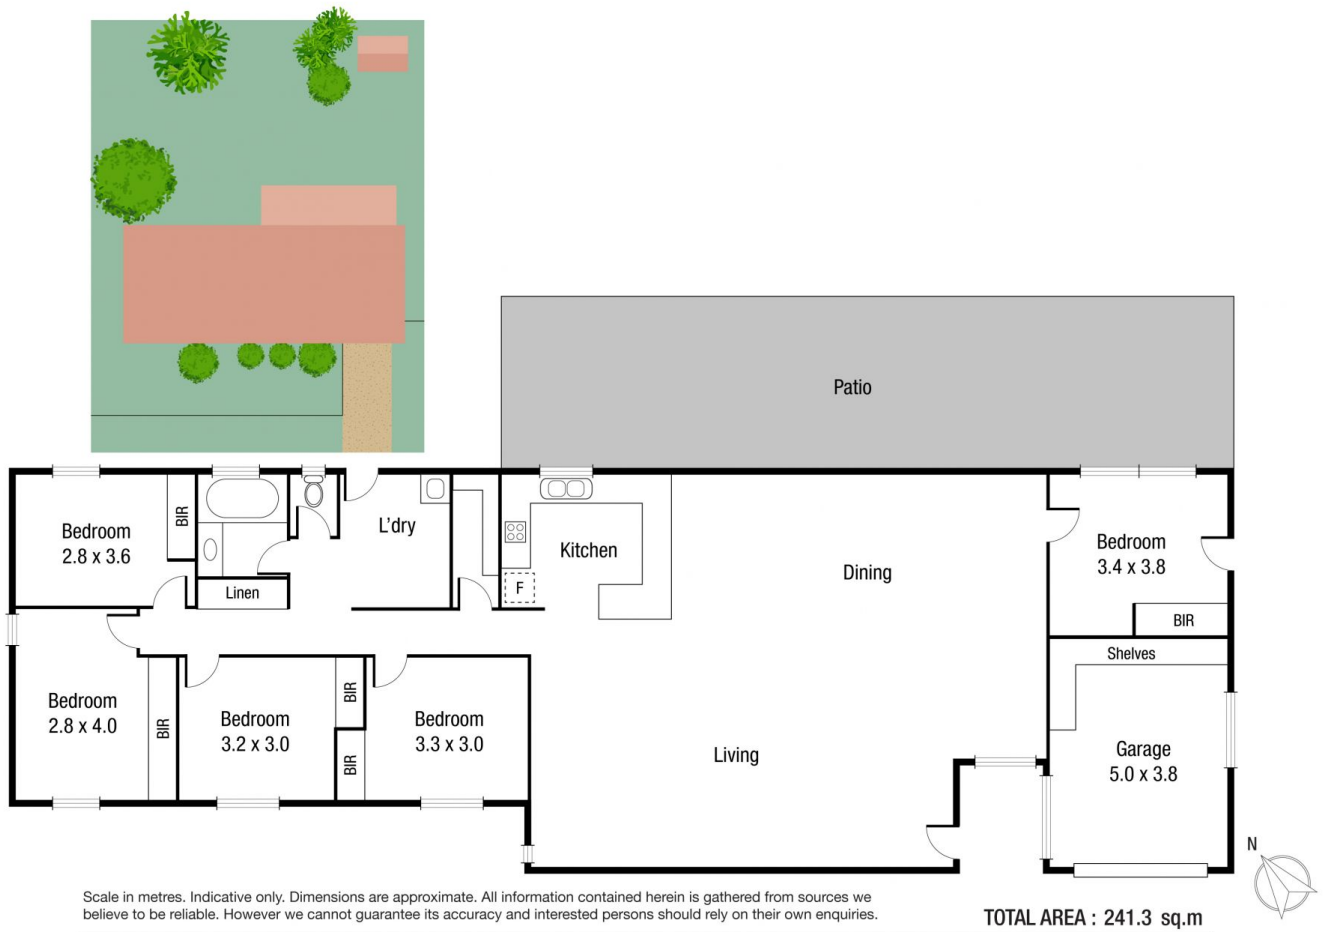 Patio
Bedroom
2.8 x 3.6
BIR
L'dry
Kitchen
F
Linen
Dining
Bedroom
3.4 x 3.8
BIR
Shelves
Bedroom
2.8 x 4.0
BIR
Bedroom
3.2 x 3.0
BIR
BIR
Bedroom
3.3 x 3.0
Living
Garage
5.0 x 3.8
N
Scale in metres. Indicative only. Dimensions are approximate. All information contained herein is gathered from sources we
believe to be reliable. However we cannot guarantee its accuracy and interested persons should rely on their own enquiries.
TOTAL AREA : 241.3 sq.m